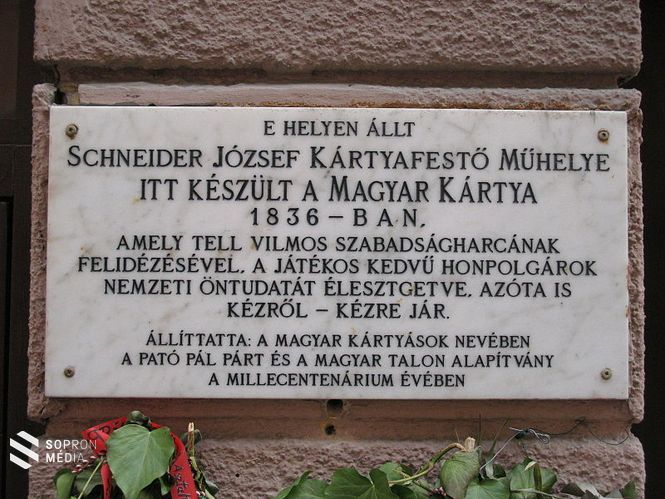 E HELYEN ÁLLT
SCHNEIDER JÓZSEF KÁRTYAFESTŐ MŰHELYE
ITT KÉSZÜLT A MAGYAR KÁRTYA
1836 – BAN,
AMELY TELL VILMOS SZABADSÁGHARCÁNAK
FELIDÉZÉSÉVEL, A JÁTÉKOS KEDVŰ HONPOLGÁROK
NEMZETI ÖNTUDATÁT ÉLESZTGETVE, AZÓTA IS
KÉZRŐL – KÉZRE JÁR.
ÁLLÍTTATTA: A MAGYAR KÁRTYÁSOK NEVÉBEN
A PATÓ PÁL PÁRT ÉS A MAGYAR TALON ALAPÍTVÁNY
A MILLECENTENÁRIUM ÉVÉBEN
SOPRON
MÉDIA